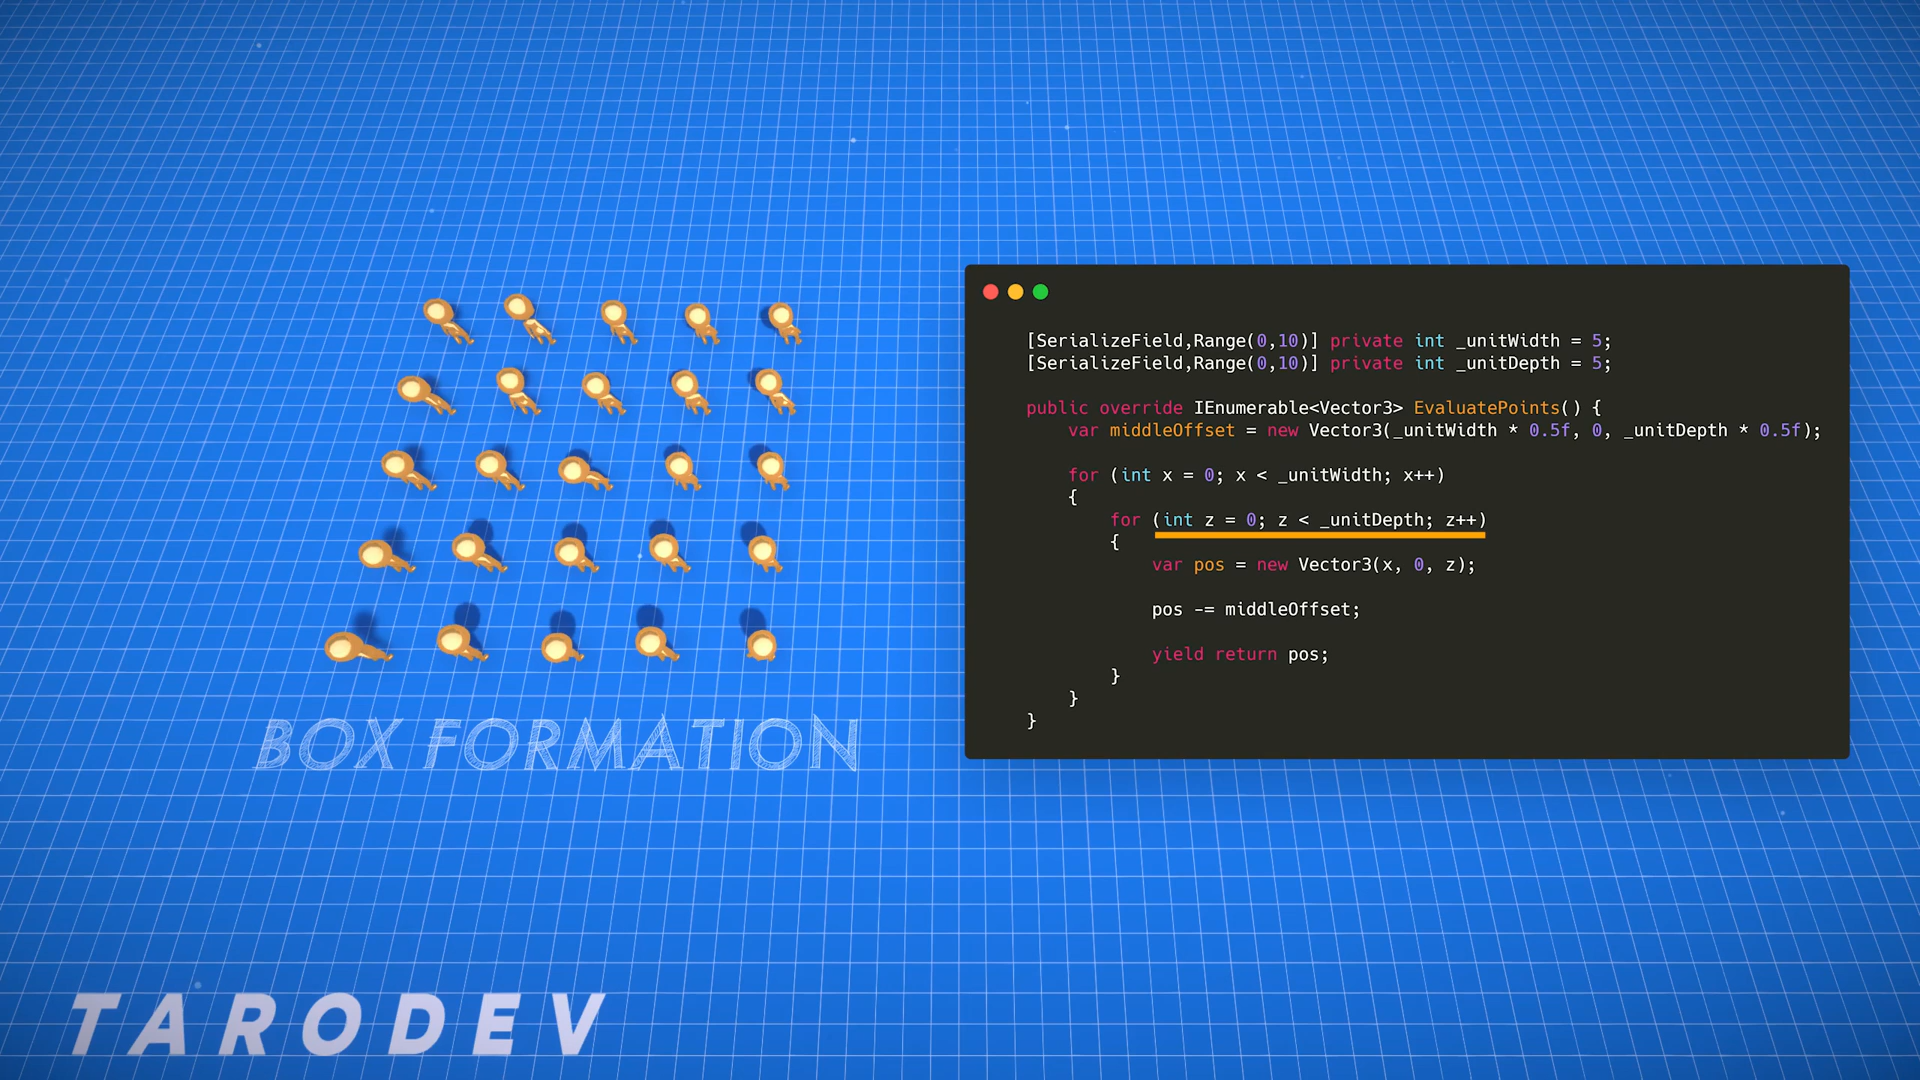 [SerializeField,Range(0,10)] private int _unitWidth = 5;
[SerializeField,Range(0,10)] private int _unitDepth = 5;
public override IEnumerable<Vector3> EvaluatePoints() {
var middleOffset = new Vector3(_unitWidth * 0.5f, 0, _unitDepth * 0.5f);
for (int x = 0; x < _unitWidth; x++)
{
for (int z = 0; z < _unitDepth; z++)
{
var pos = new Vector3(x, 0, z);
pos -= middleOffset;
yield return pos;
}
}
}
BOX FORMATION
TARODEV